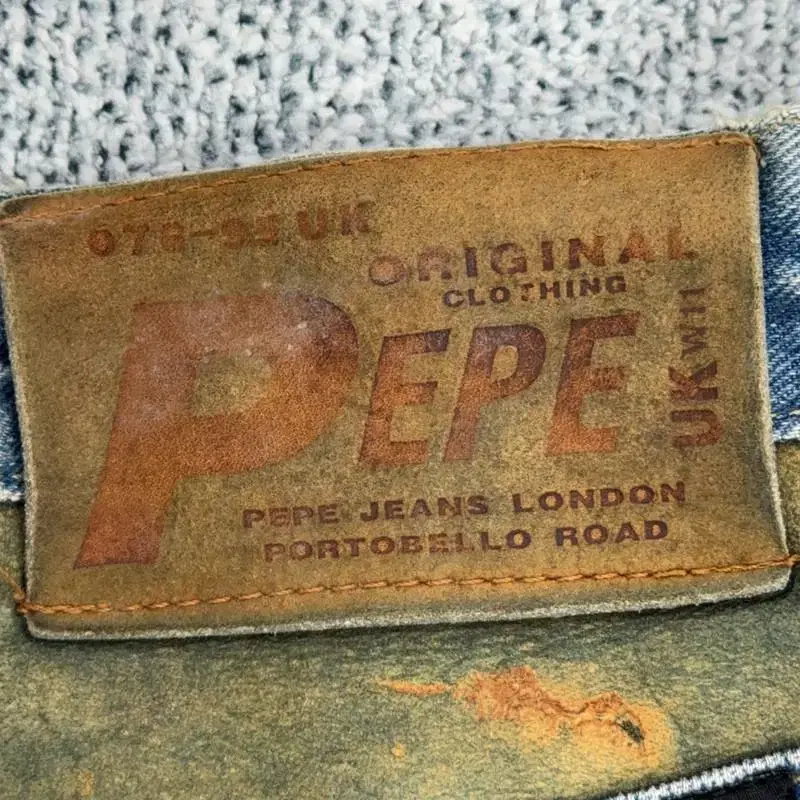 UK
ORIGINAL
CLOTHING
PEPE
UK W11
PEPE JEANS LONDON
PORTOBELLO ROAD